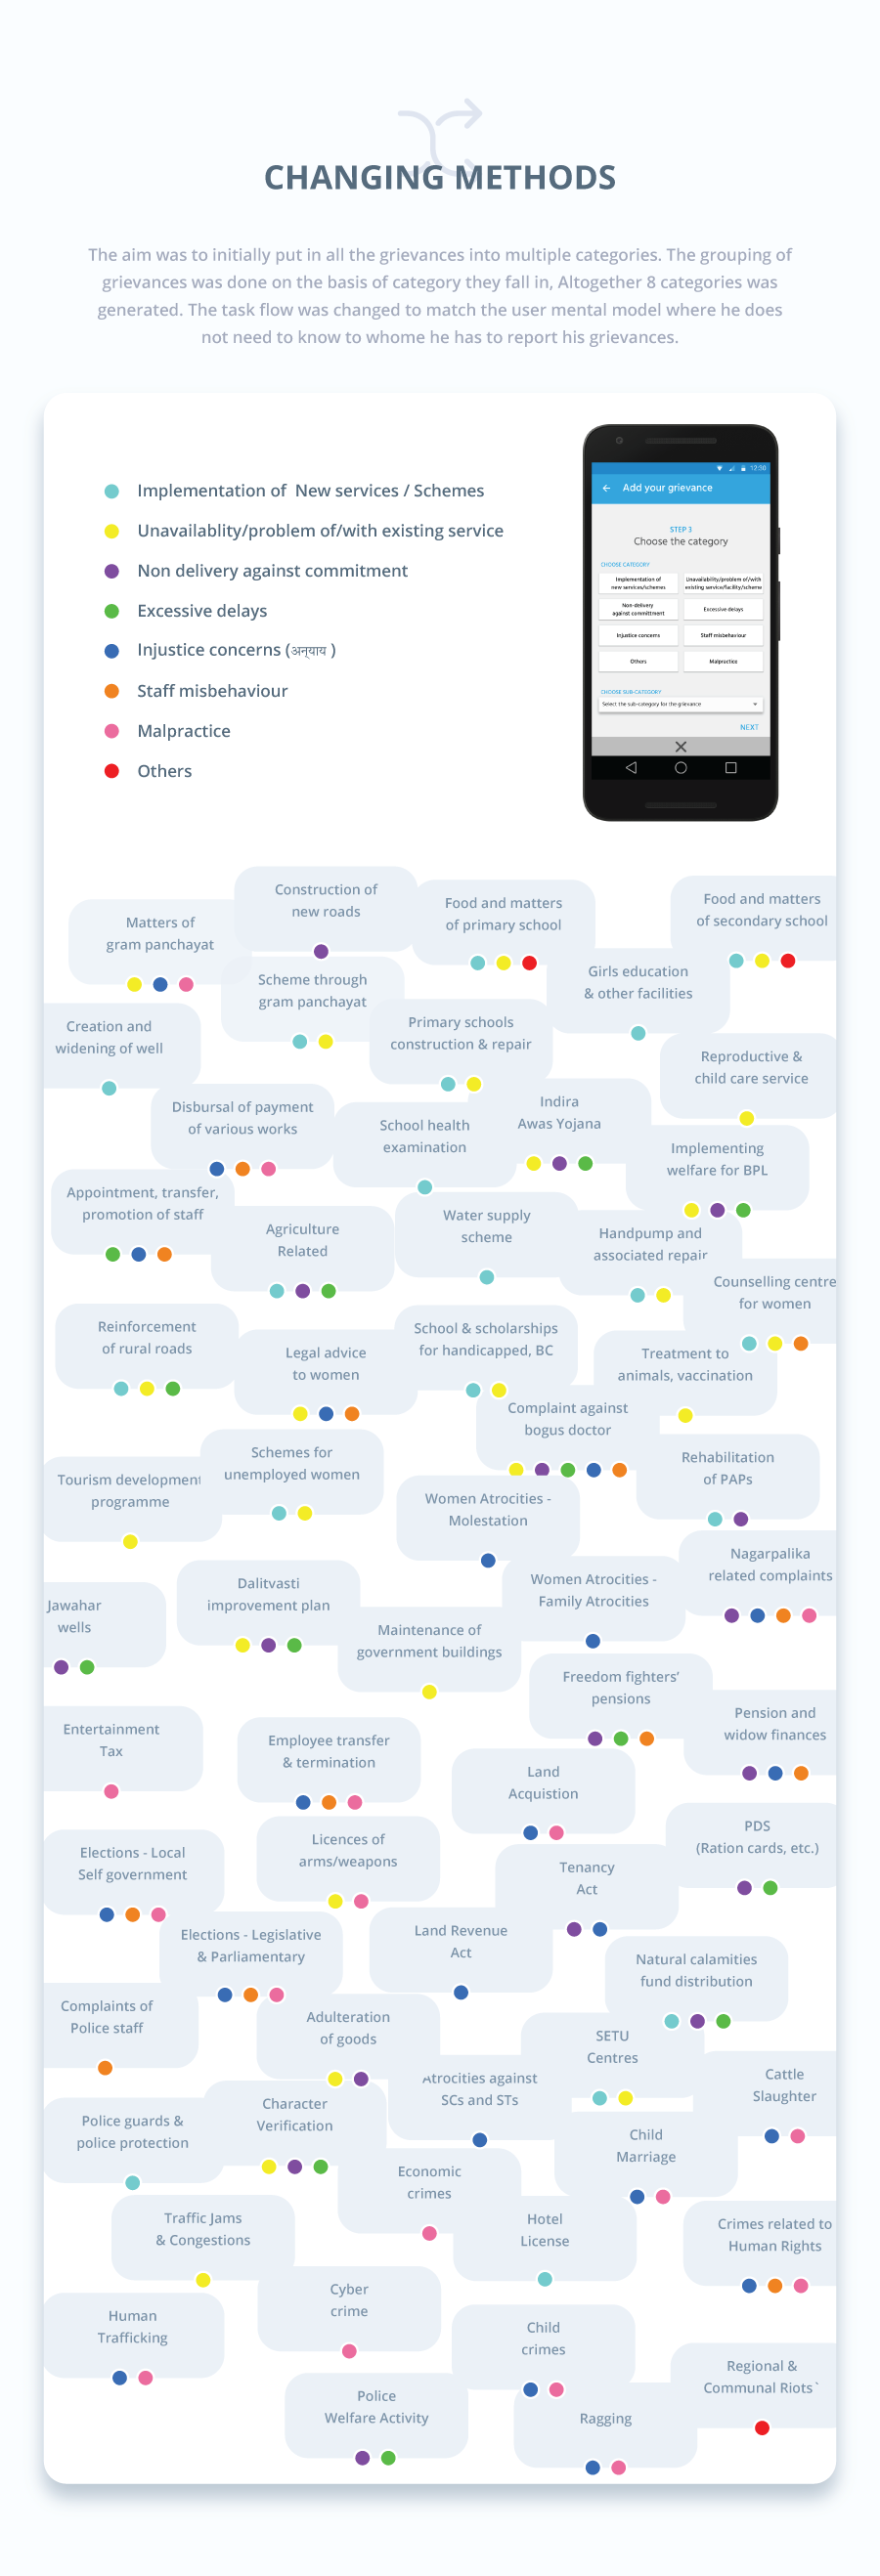 CHANGING METHODS
The aim was to initially put in all the grievances into multiple categories. The grouping of
grievances was done on the basis of category they fall in, Altogether 8 categories was
generated. The task flow was changed to match the user mental model where he does
not need to know to whome he has to report his grievances.
Implementation of New services / Schemes
Unavailablity/problem of/with existing service
Non delivery against commitment
Excessive delays
Injustice concerns (अन्याय )
Staff misbehaviour
Malpractice
Others
12:30
Add your grievance
STEP 3
Choose the category
CHOOSE CATEGORY
Implementation of
new services/schemes
Unavailability/problem of/with
existing service/facility/scheme
Non-delivery
against committment
Excessive delays
Injustice concerns
Staff misbehaviour
Others
Malpractice
CHOOSE SUB-CATEGORY
Select the sub-category for the grievance
NEXT
Construction of
new roads
Food and matters
of primary school
Food and matters
of secondary school
Matters of
gram panchayat
Scheme through
gram panchayat
Girls education
& other facilities
Creation and
widening of well
Primary schools
construction & repair
Reproductive &
child care service
Disbursal of payment
of various works
School health
examination
Indira
Awas Yojana
Implementing
welfare for BPL
Appointment, transfer,
promotion of staff
Agriculture
Related
Water supply
scheme
Handpump and
associated repair
Counselling centre
for women
Reinforcement
of rural roads
Legal advice
to women
School & scholarships
for handicapped, BC
Treatment to
animals, vaccination
Complaint against
bogus doctor
Schemes for
unemployed women
Rehabilitation
of PAPs
Tourism development
programme
Women Atrocities -
Molestation
Nagarpalika
related complaints
Jawahar
wells
Dalitvasti
improvement plan
Women Atrocities -
Family Atrocities
Maintenance of
government buildings
Freedom fighters’
pensions
Pension and
widow finances
Entertainment
Tax
Employee transfer
& termination
Land
Acquistion
PDS
(Ration cards, etc.)
Elections - Local
Self government
Licences of
arms/weapons
Tenancy
Act
Elections - Legislative
& Parliamentary
Land Revenue
Act
Natural calamities
fund distribution
Complaints of
Police staff
Adulteration
of goods
SETU
Centres
Atrocities against
SCs and STs
Cattle
Slaughter
Police guards &
police protection
Character
Verification
Child
Marriage
Economic
crimes
Traffic Jams
& Congestions
Hotel
License
Crimes related to
Human Rights
Cyber
crime
Human
Trafficking
Child
crimes
Regional &
Communal Riots`
Police
Welfare Activity
Ragging